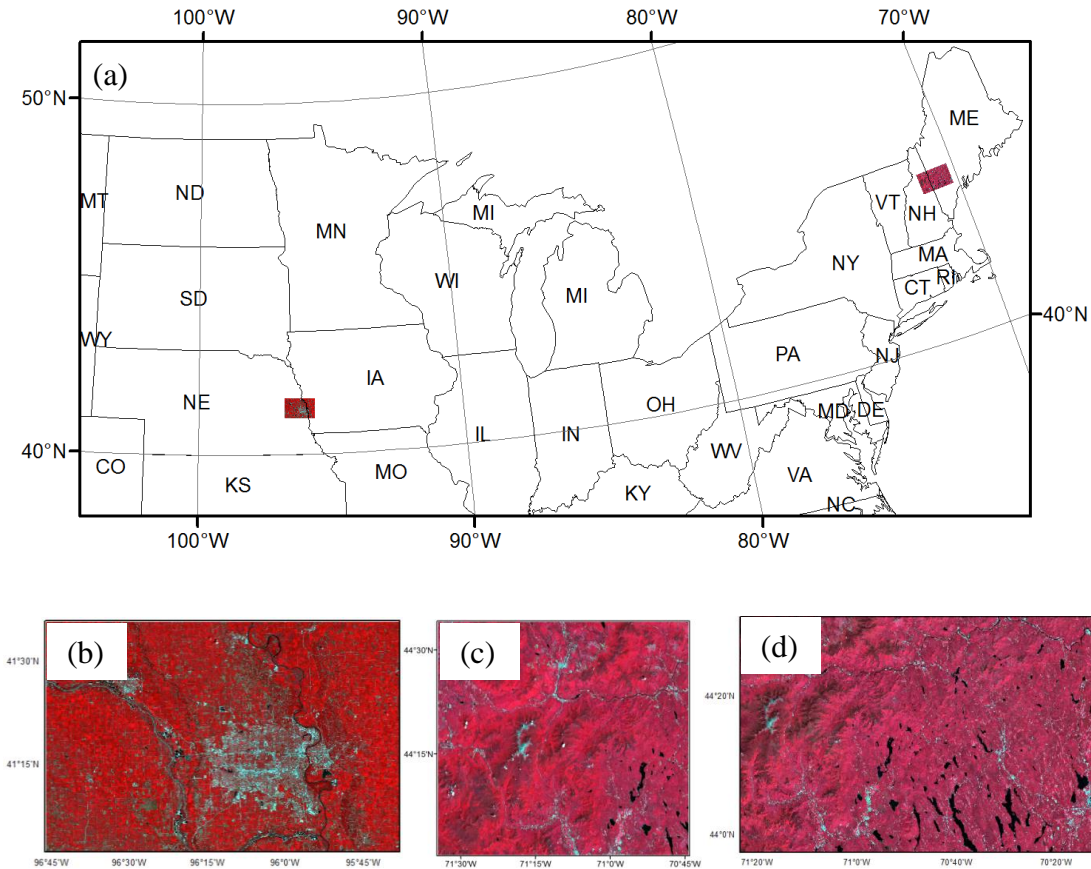 100°W 90°W 80°W 70°W
(a)
50°N
ME
ND
MT
VT
MI
NH
MN
MA
NY
WI
RI
CT
SD
MI
40°N
WY
PA
NJ
IA
NE
OH
DE
MD
IL
IN
40°N
WV
CO
MO
VA
KS
KY
NC
100°W 90°W 80°W
(b)
(c)
(d)
41°30'N
44°30'N
44°20'N
44°15'N
41°15'N
44°0'N
96°45'W 96°30'W 96°15'W 96°0'W 95°45'W
71°30'W 71°15'W 71°0'W 70°45'W
71°20'W 71°0'W 70°40'W 70°20'W